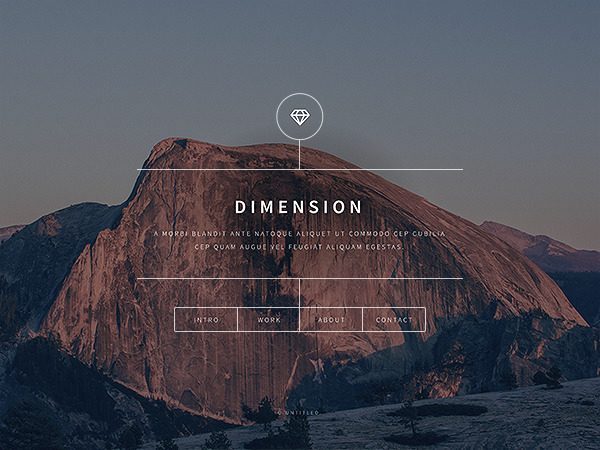 DIMENSION
A MORBI BLANDIT ANTE NATOQUE ALIQUET UT COMMODO CEP CUBILIA
CEP QUAM AUGUE VEL FEUGIAT ALIQUAM EGESTAS.
INTRO WORK ABOUT CONTACT
© UNTITLED